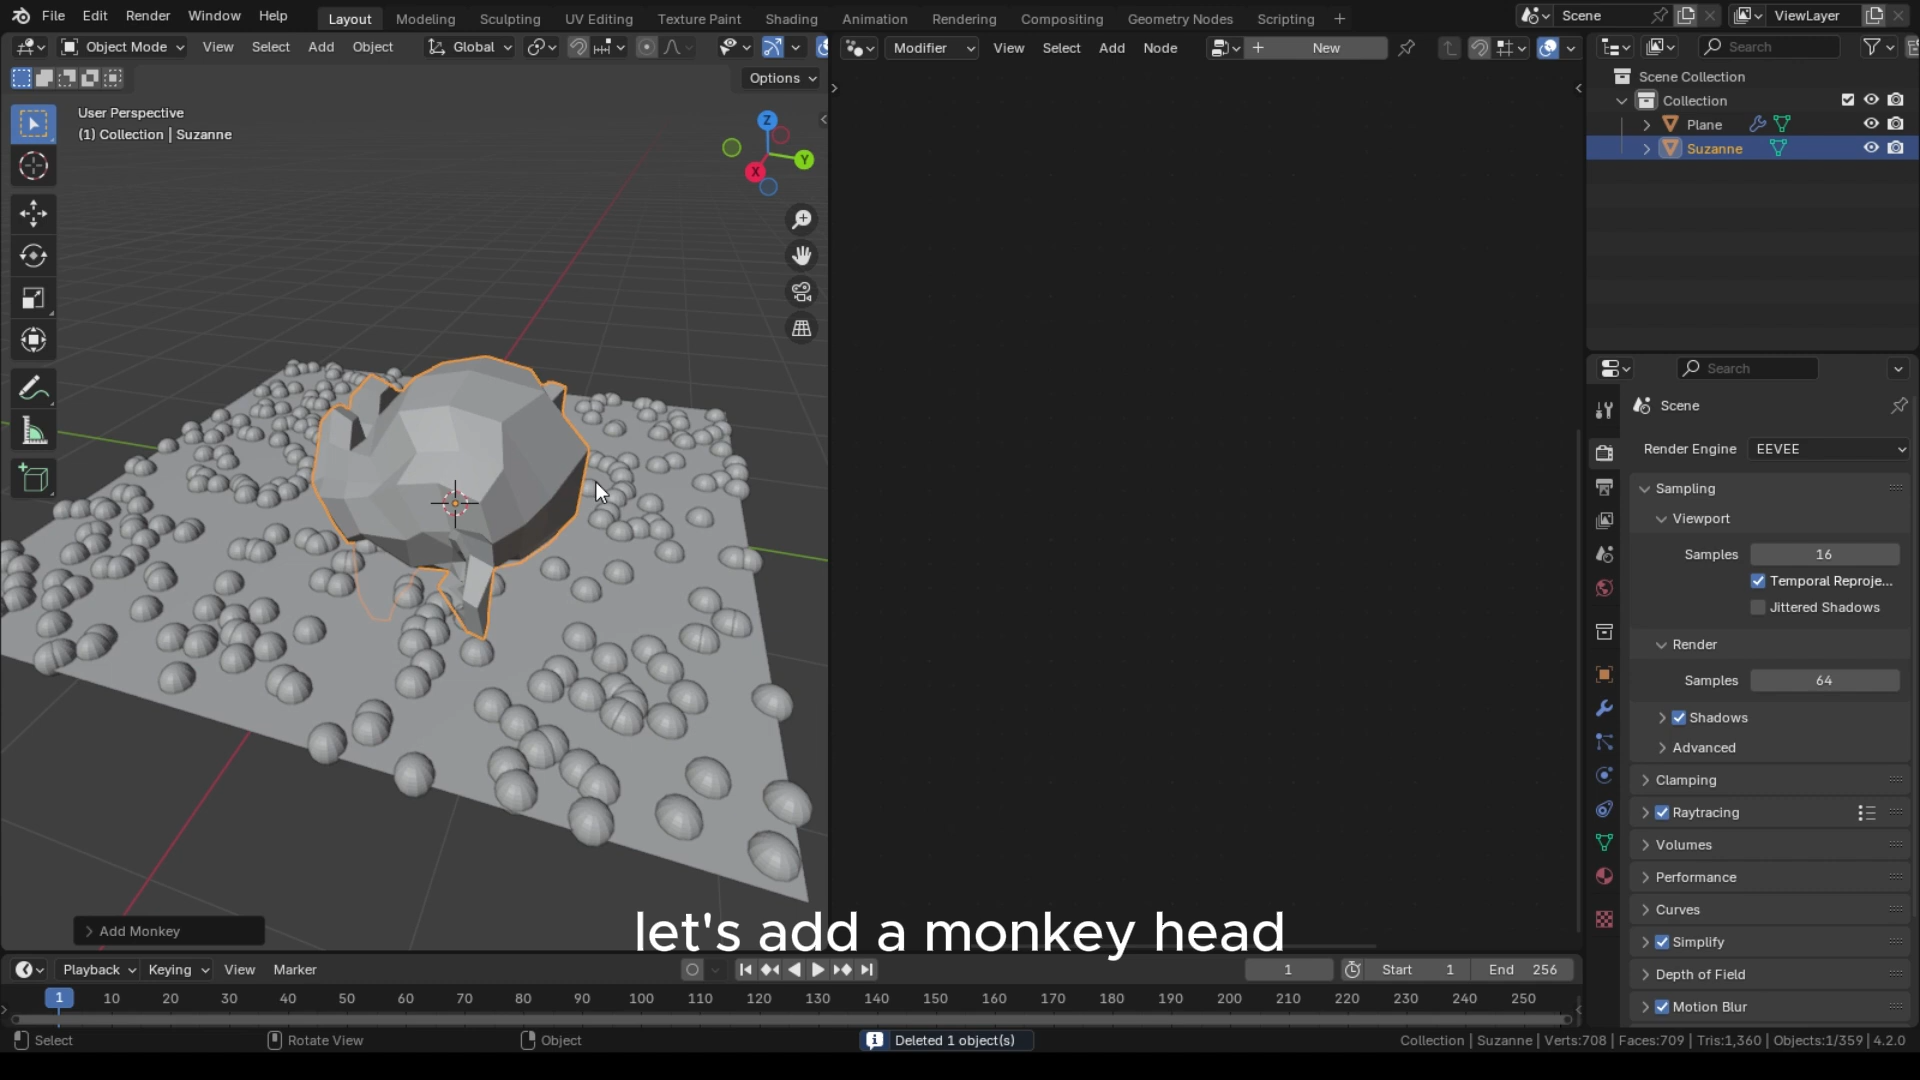 File Edit Render Window Help Layout Modeling Sculpting UV Editing Texture Paint Shading Animation Rendering Compositing Geometry Nodes Scripting + Scene ViewLayer
Object Mode View Select Add Object Global Modifier View Select Add Node + New Search
Options
User Perspective
(1) Collection | Suzanne
Z
Y
X
Scene Collection
Collection
Plane
Suzanne
Search
Scene
Render Engine EEVEE
Sampling
Viewport
Samples 16
Temporal Reproje...
Jittered Shadows
Render
Samples 64
Shadows
Advanced
Clamping
Raytracing
Volumes
Performance
Curves
Simplify
Depth of Field
Motion Blur
Add Monkey
let's add a monkey head
Playback Keying View Marker 1 Start 1 End 256
1 10 20 30 40 50 60 70 80 90 100 110 120 130 140 150 160 170 180 190 200 210 220 230 240 250
Select Rotate View Object Deleted 1 object(s) Collection | Suzanne | Verts:708 | Faces:709 | Tris:1,360 | Objects:1/359 | 4.2.0